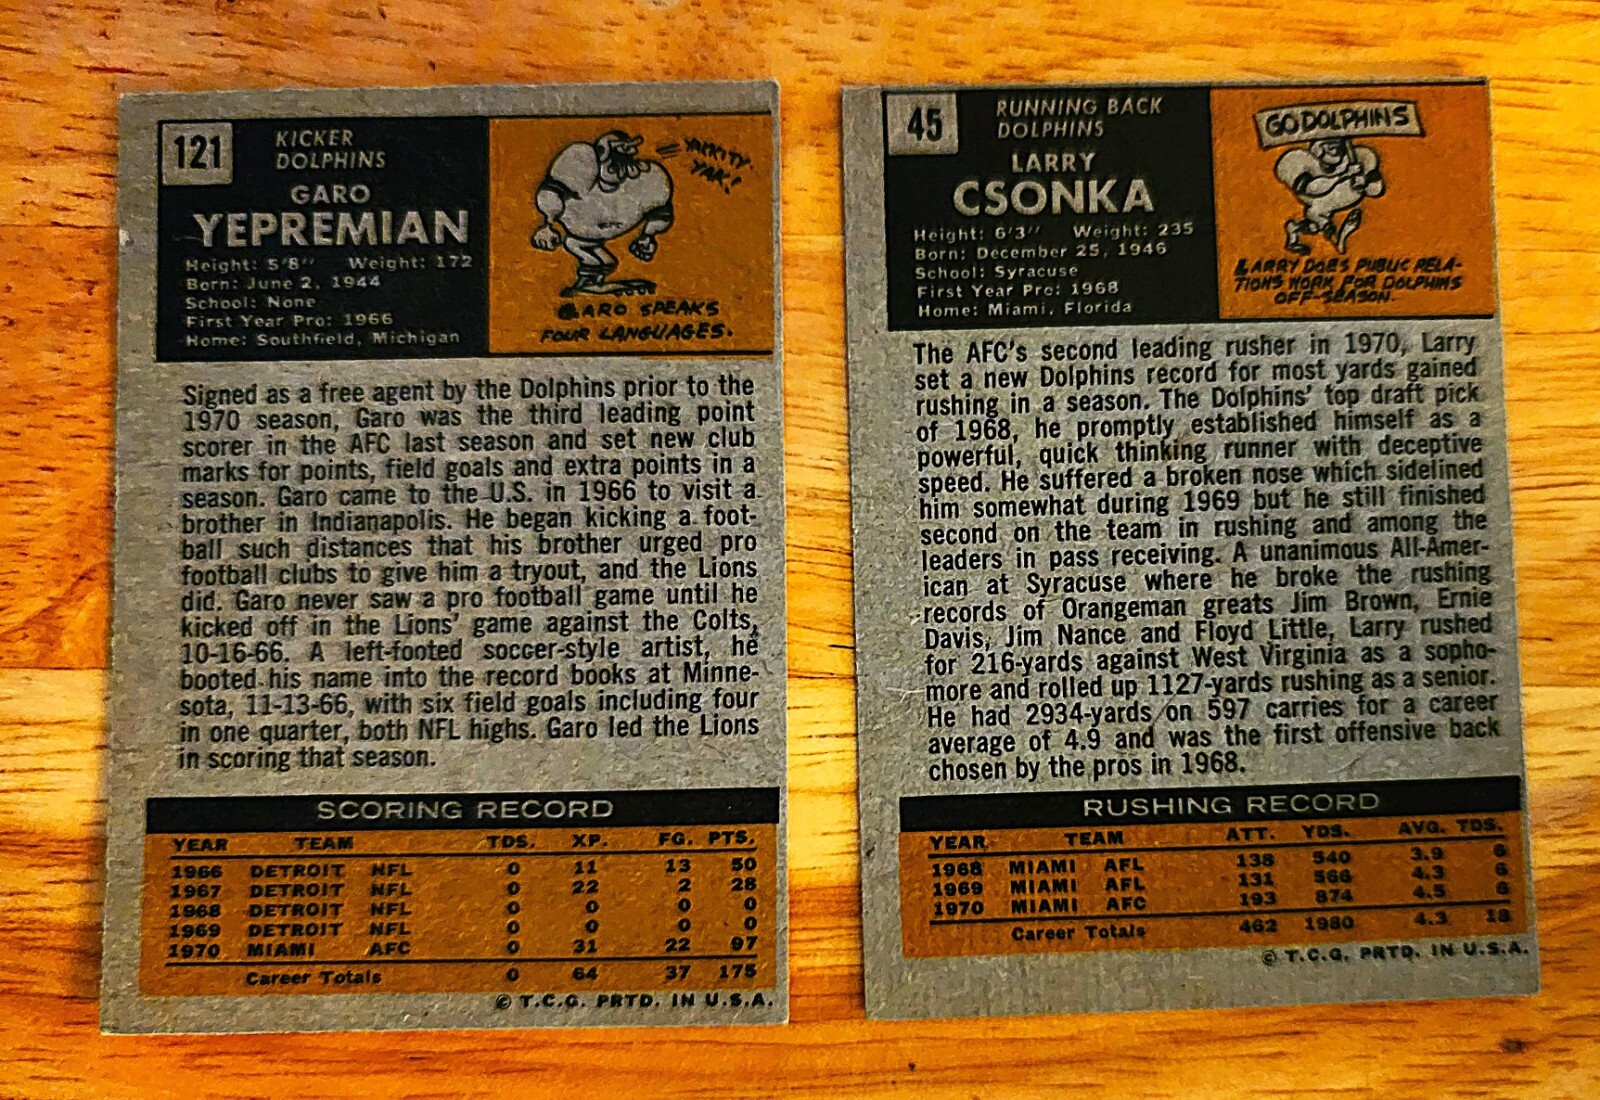 121
KICKER
DOLPHINS
GARO
YEPREMIAN
Height: 5'8" Weight: 172
Born: June 2, 1944
School: None
First Year Pro: 1966
Home: Southfield, Michigan
YAKITY-
YAK!
GARO SPEAKS
FOUR LANGUAGES.
Signed as a free agent by the Dolphins prior to the
1970 season, Garo was the third leading point
scorer in the AFC last season and set new club
marks for points, field goals and extra points in a
season. Garo came to the U.S. in 1966 to visit a
brother in Indianapolis. He began kicking a foot-
ball such distances that his brother urged pro
football clubs to give him a tryout, and the Lions
did. Garo never saw a pro football game until he
kicked off in the Lions' game against the Colts,
10-16-66. A left-footed soccer-style artist, he
booted his name into the record books at Minne-
sota, 11-13-66, with six field goals including four
in one quarter, both NFL highs. Garo led the Lions
in scoring that season.
SCORING RECORD
YEAR TEAM TDS. XP. FG. PTS.
1966 DETROIT NFL 0 11 13 50
1967 DETROIT NFL 0 22 2 28
1968 DETROIT NFL 0 0 0 0
1969 DETROIT NFL 0 0 0 0
1970 MIAMI AFC 0 31 22 97
Career Totals 0 64 37 175
© T.C.G. PRTD. IN U.S.A.
45
RUNNING BACK
DOLPHINS
LARRY
CSONKA
Height: 6'3" Weight: 235
Born: December 25, 1946
School: Syracuse
First Year Pro: 1968
Home: Miami, Florida
GO DOLPHINS
LARRY DOES PUBLIC RELA-
TIONS WORK FOR DOLPHINS
OFF-SEASON.
The AFC's second leading rusher in 1970, Larry
set a new Dolphins record for most yards gained
rushing in a season. The Dolphins' top draft pick
of 1968, he promptly established himself as a
powerful, quick thinking runner with deceptive
speed. He suffered a broken nose which sidelined
him somewhat during 1969 but he still finished
second on the team in rushing and among the
leaders in pass receiving. A unanimous All-Amer-
ican at Syracuse where he broke the rushing
records of Orangeman greats Jim Brown, Ernie
Davis, Jim Nance and Floyd Little, Larry rushed
for 216-yards against West Virginia as a sopho-
more and rolled up 1127-yards rushing as a senior.
He had 2934-yards on 597 carries for a career
average of 4.9 and was the first offensive back
chosen by the pros in 1968.
RUSHING RECORD
YEAR TEAM ATT. YDS. AVG. TDS.
1968 MIAMI AFL 138 540 3.9 6
1969 MIAMI AFL 131 566 4.3 6
1970 MIAMI AFC 193 874 4.5 6
Career Totals 462 1980 4.3 18
© T.C.G. PRTD. IN U.S.A.